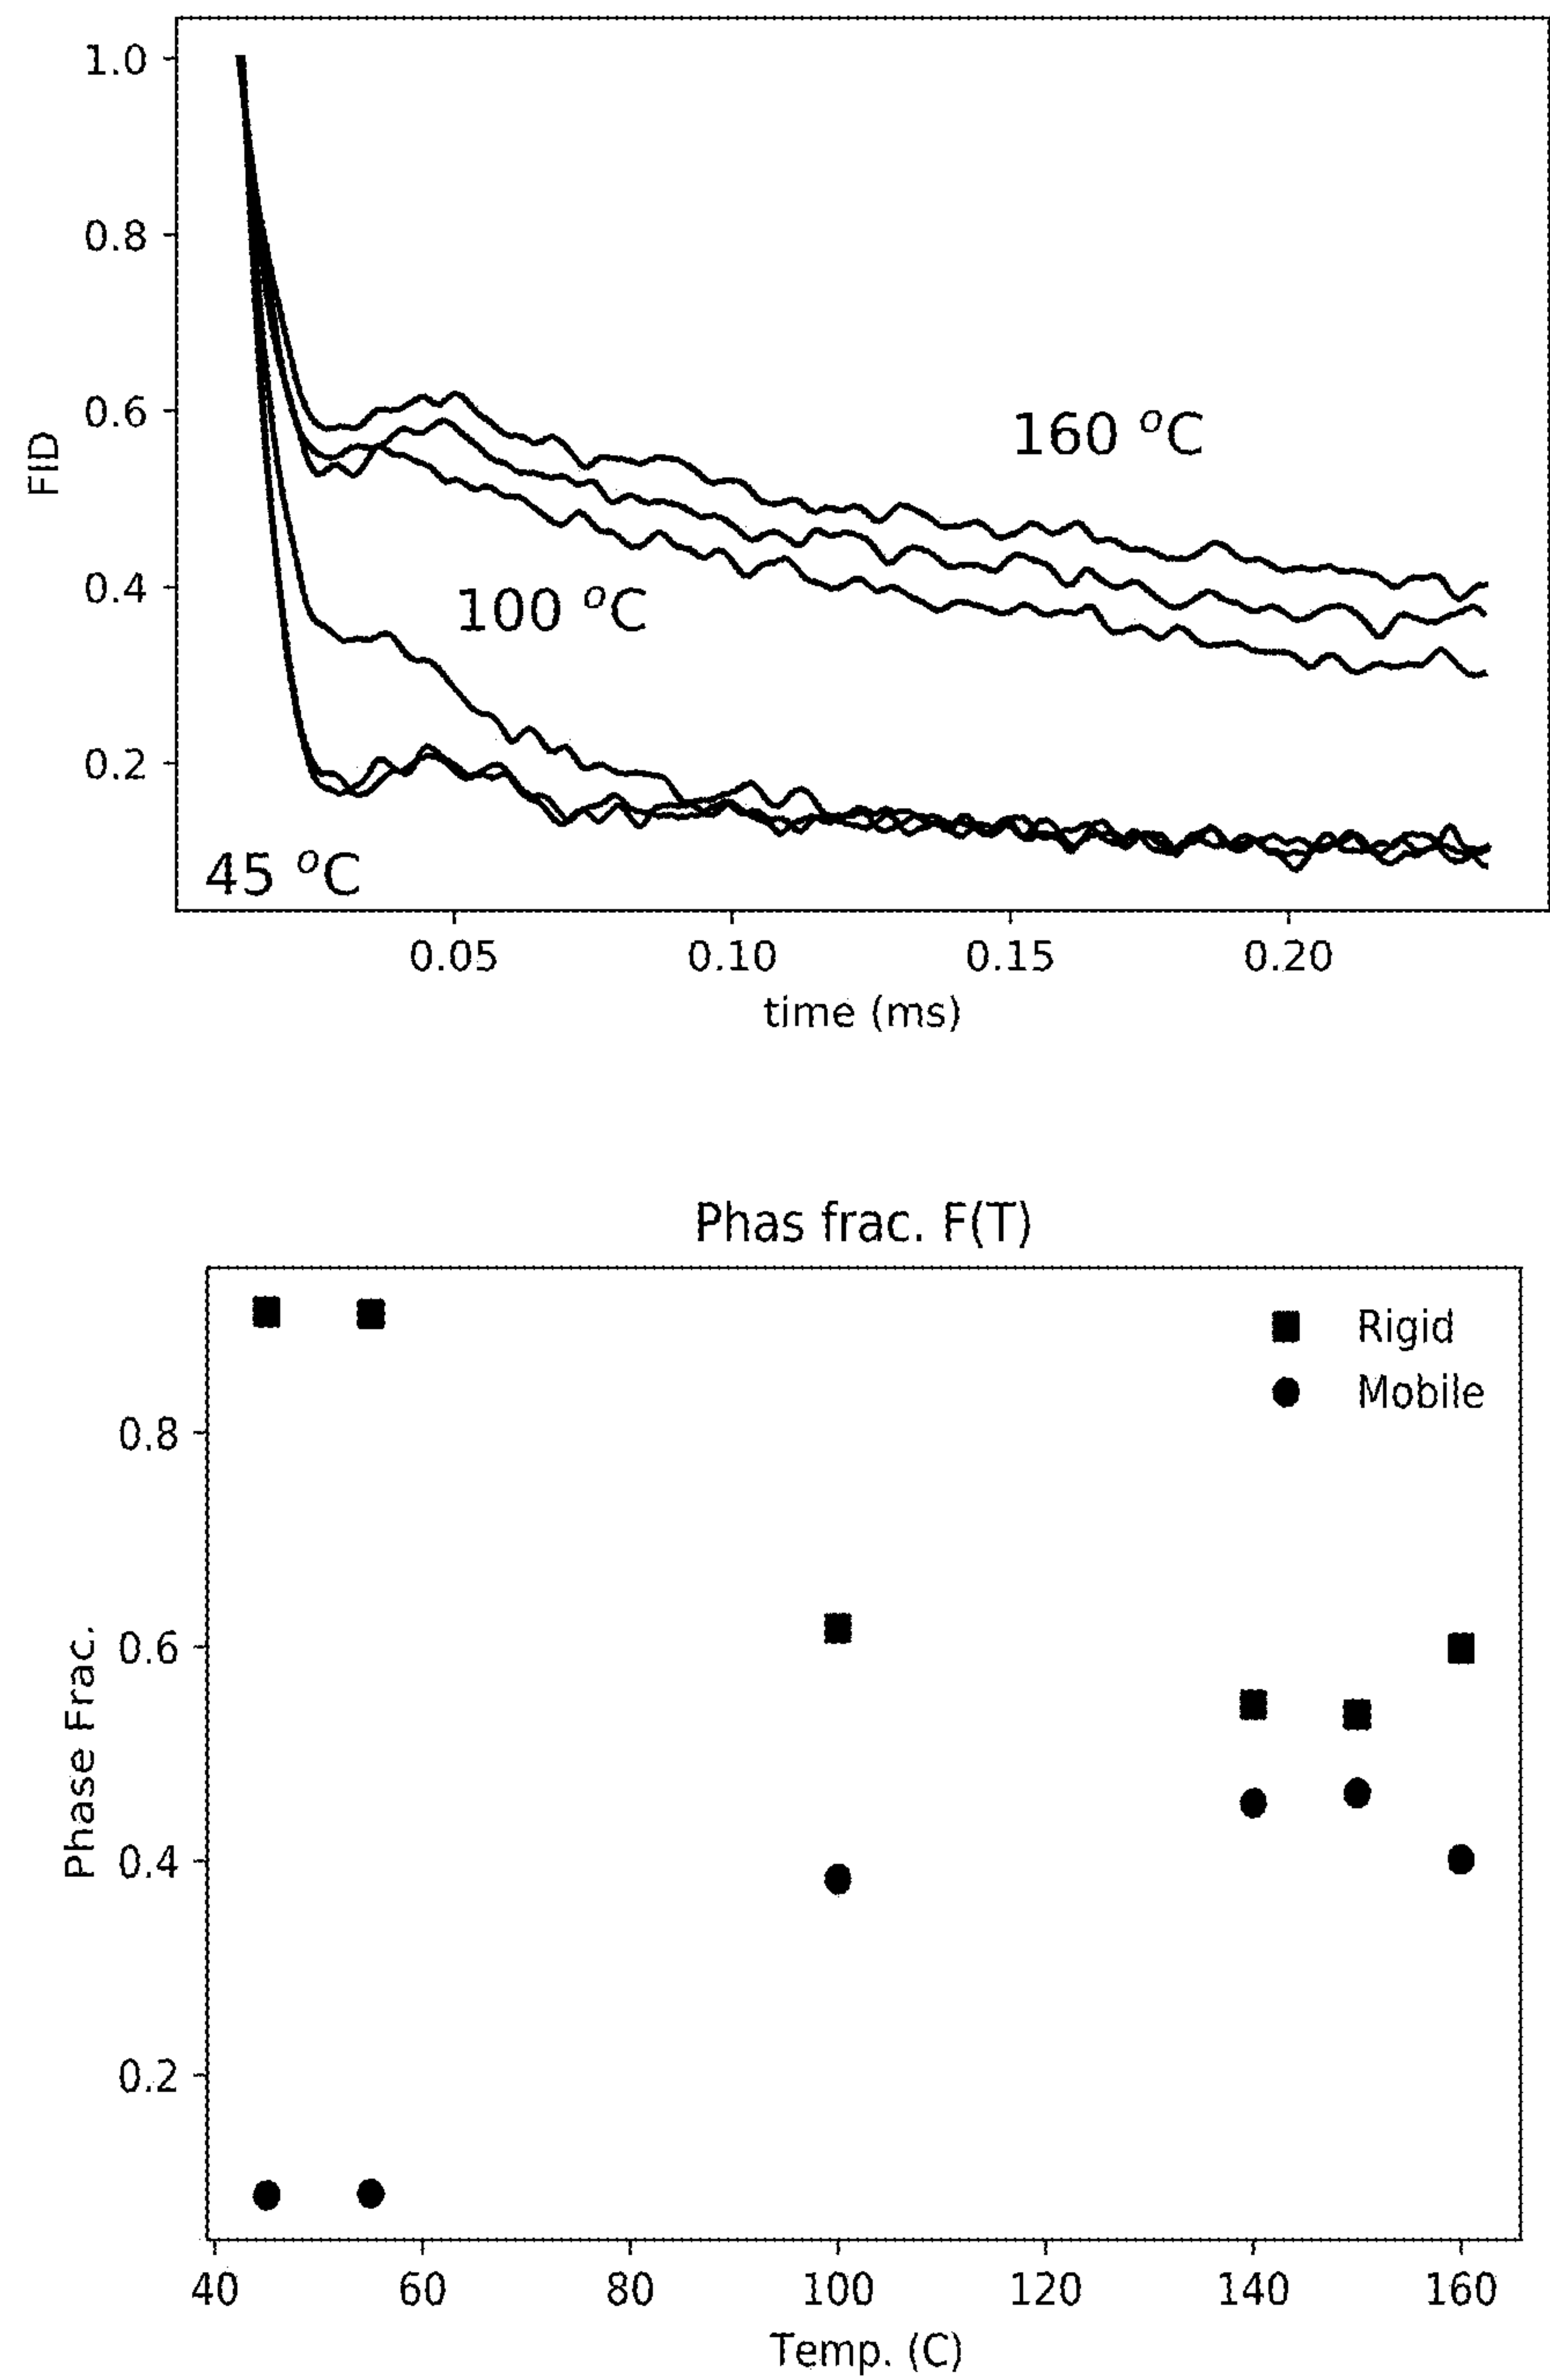 1.0
0.8
0.6
0.4
0.2
FID
160 °C
100 °C
45 °C
0.05 0.10 0.15 0.20
time (ms)
Phas frac. F(T)
Rigid
Mobile
0.8
0.6
0.4
0.2
Phase Frac.
40 60 80 100 120 140 160
Temp. (C)